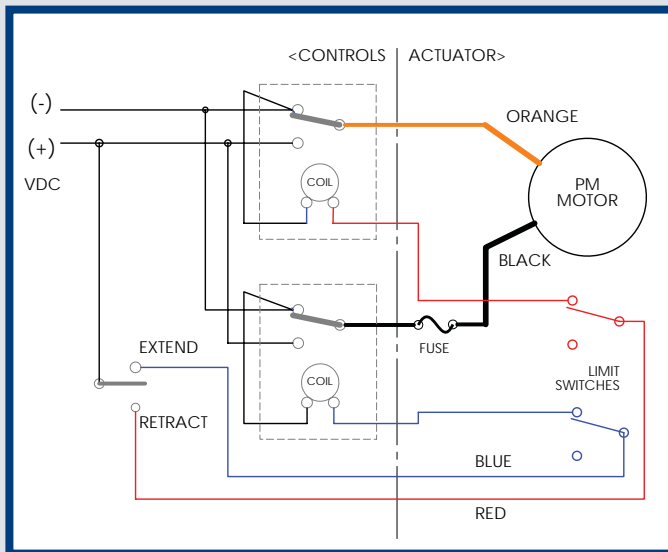 <CONTROLS
ACTUATOR>
(-)
(+)
VDC
ORANGE
PM
MOTOR
COIL
BLACK
FUSE
EXTEND
COIL
LIMIT
SWITCHES
RETRACT
BLUE
RED